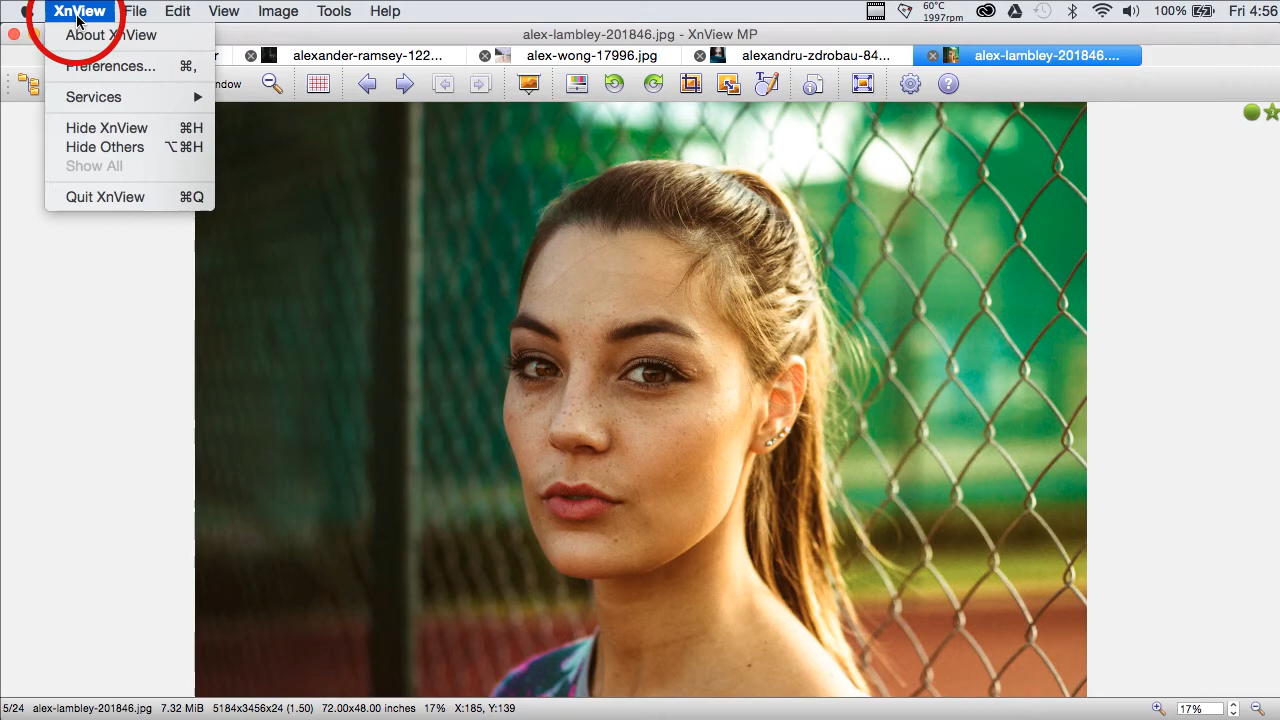 XnView File Edit View Image Tools Help 60°C 1997rpm 100% Fri 4:56
alex-lambley-201846.jpg - XnView MP
alexander-ramsey-122... alex-wong-17996.jpg alexandru-zdrobau-84... alex-lambley-201846....
About XnView
Preferences... ⌘,
Services ▶
Hide XnView ⌘H
Hide Others ⌥⌘H
Show All
Quit XnView ⌘Q
5/24 alex-lambley-201846.jpg 7.32 MiB 5184x3456x24 (1.50) 72.00x48.00 inches 17% X:185, Y:139 17%